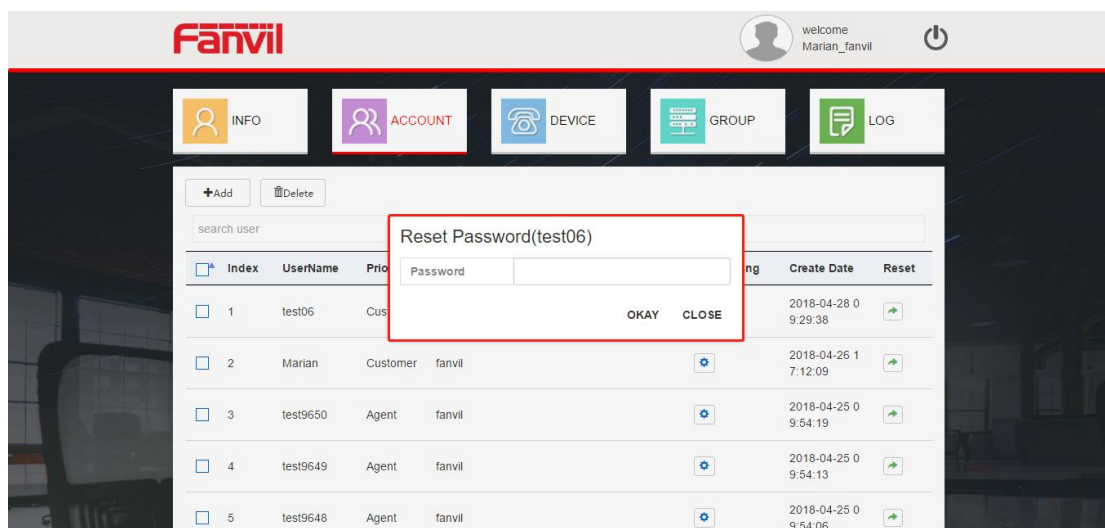 Fanvil
welcome
Marian_fanvil
INFO
ACCOUNT
DEVICE
GROUP
LOG
+Add
Delete
search user
Reset Password(test06)
Password
OKAY CLOSE
Index UserName Prio ng Create Date Reset
1 test06 Cust 2018-04-28 0
9:29:38
2 Marian Customer fanvil 2018-04-26 1
7:12:09
3 test9650 Agent fanvil 2018-04-25 0
9:54:19
4 test9649 Agent fanvil 2018-04-25 0
9:54:13
5 test9648 Agent fanvil 2018-04-25 0
9:54:06